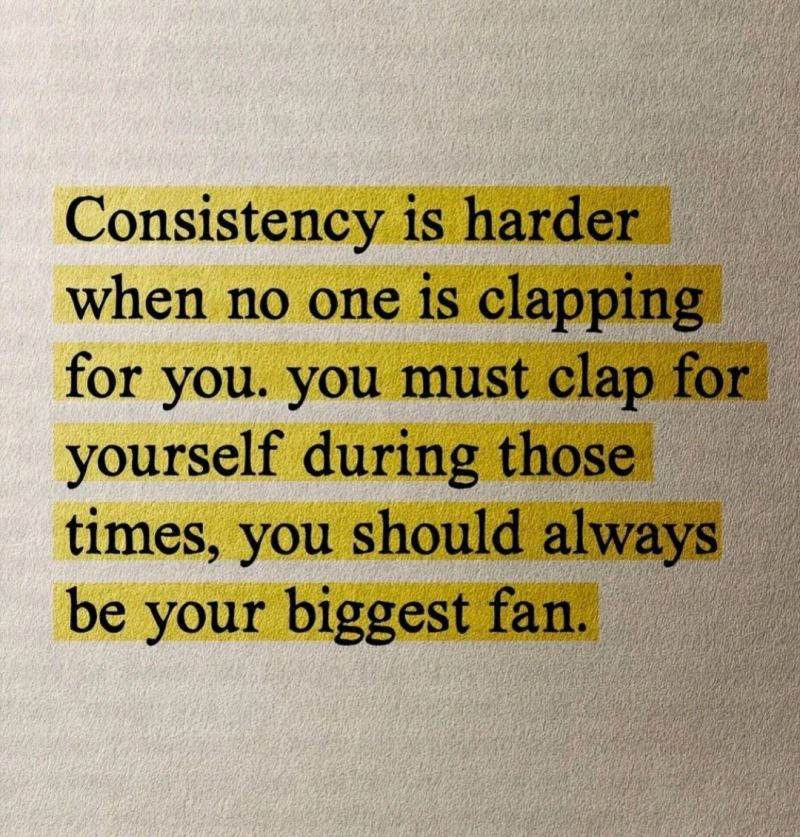 Consistency is harder
when no one is clapping
for you. you must clap for
yourself during those
times, you should always
be your biggest fan.